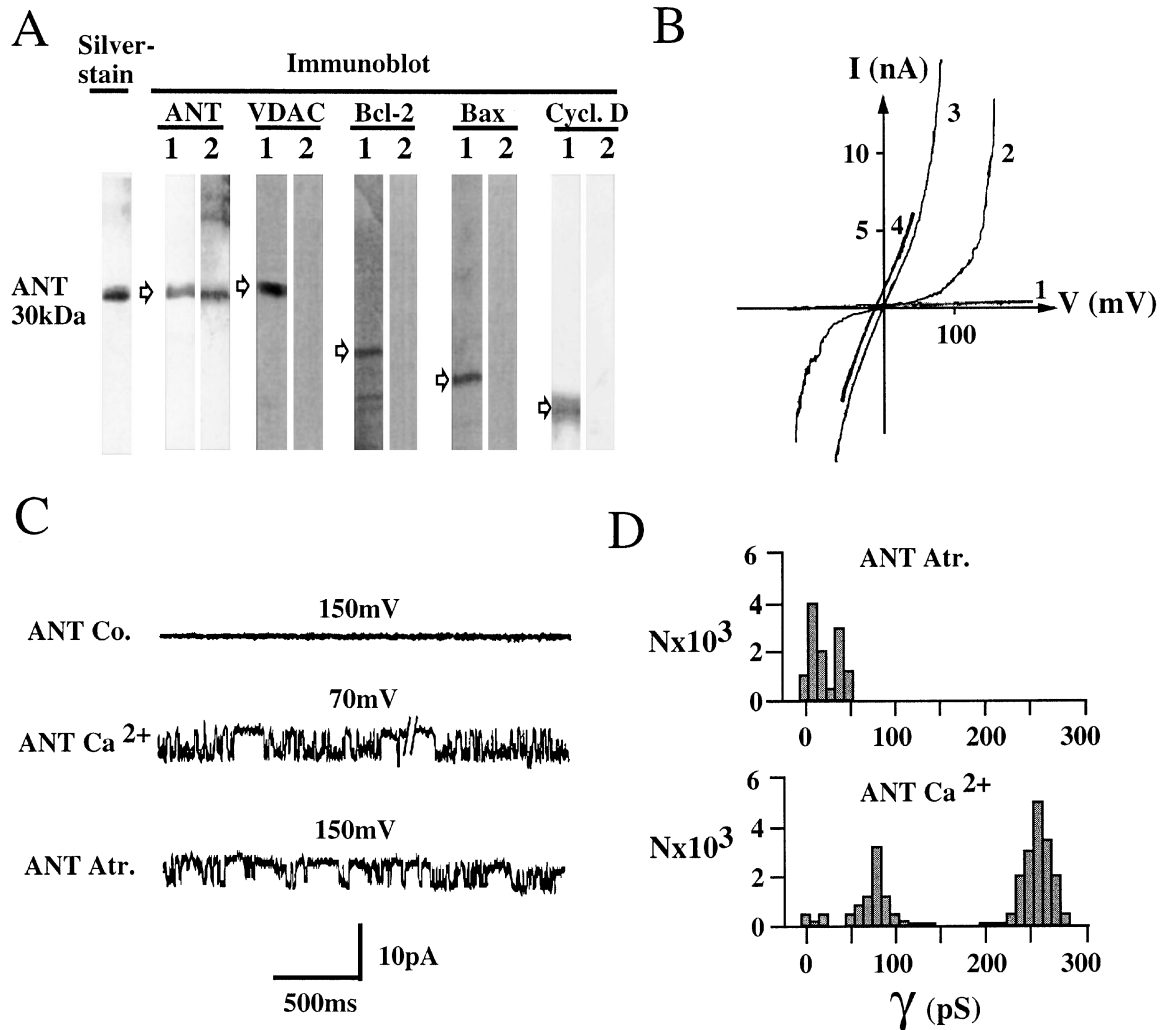 A
Silver-
stain
Immunoblot
ANT VDAC Bcl-2 Bax Cycl. D
1 2 1 2 1 2 1 2 1 2
ANT
30kDa
B
I (nA)
3
2
10
5
4
1
V (mV)
100
C
150mV
ANT Co.
70mV
ANT Ca 2+
150mV
ANT Atr.
10pA
500ms
D
ANT Atr.
6
4
Nx10³
2
0
0 100 200 300
ANT Ca 2+
6
4
Nx10³
2
0
0 100 200 300
γ (pS)